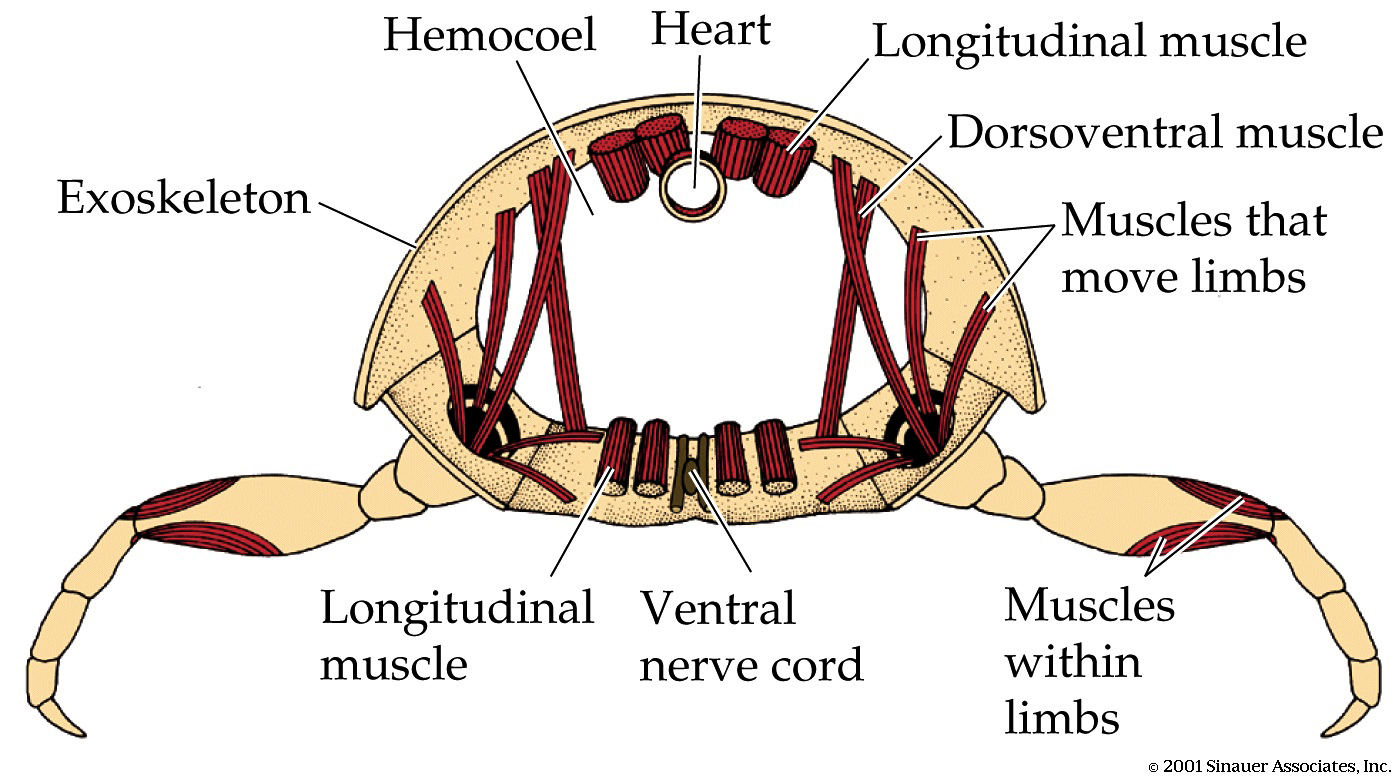 Hemocoel
Heart
Longitudinal muscle
Dorsoventral muscle
Exoskeleton
Muscles that
move limbs
Longitudinal
muscle
Ventral
nerve cord
Muscles
within
limbs
© 2001 Sinauer Associates, Inc.